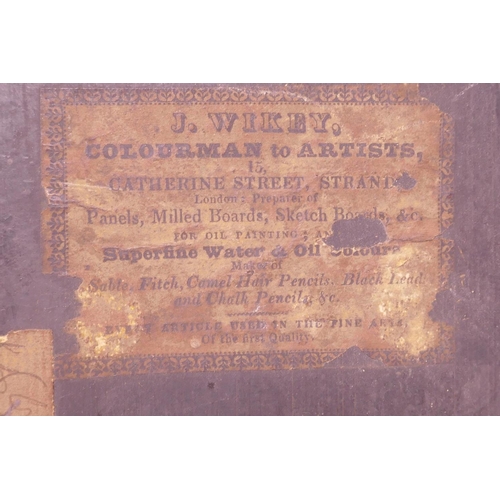 J. WIKEY,
COLOURMAN to ARTISTS,
15,
CATHERINE STREET, STRAND
London: Preparer of
Panels, Milled Boards, Sketch Boards, &c.
FOR OIL PAINTING; AND
Superfine Water & Oil Colours
Maker of
Sable, Fitch, Camel Hair Pencils, Black Lead
and Chalk Pencils, &c.
EVERY ARTICLE USED IN THE FINE ARTS,
Of the first Quality.